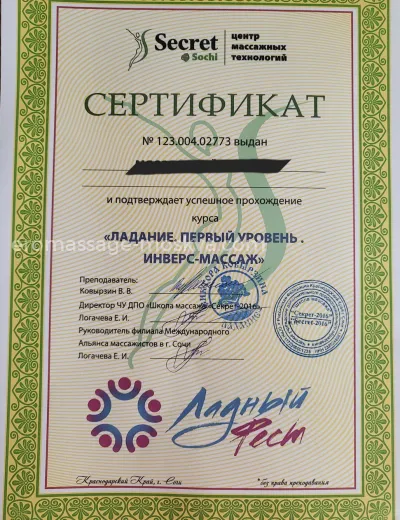 Secret
@ Sochi
центр
массажных
технологий
СЕРТИФИКАТ
№ 123.004.02773 выдан
и подтверждает успешное прохождение
курса
«ЛАДАНИЕ. ПЕРВЫЙ УРОВЕНЬ .
ИНВЕРС-МАССАЖ»
Преподаватель:
Ковырзин В. В.
Директор ЧУ ДПО «Школа массажа «Секрет-2016»
Логачева Е. И.
Руководитель филиала Международного
Альянса массажистов в г. Сочи
Логачева Е. И.
Ладный
Фест
Краснодарский Край, г. Сочи
*без права преподавания